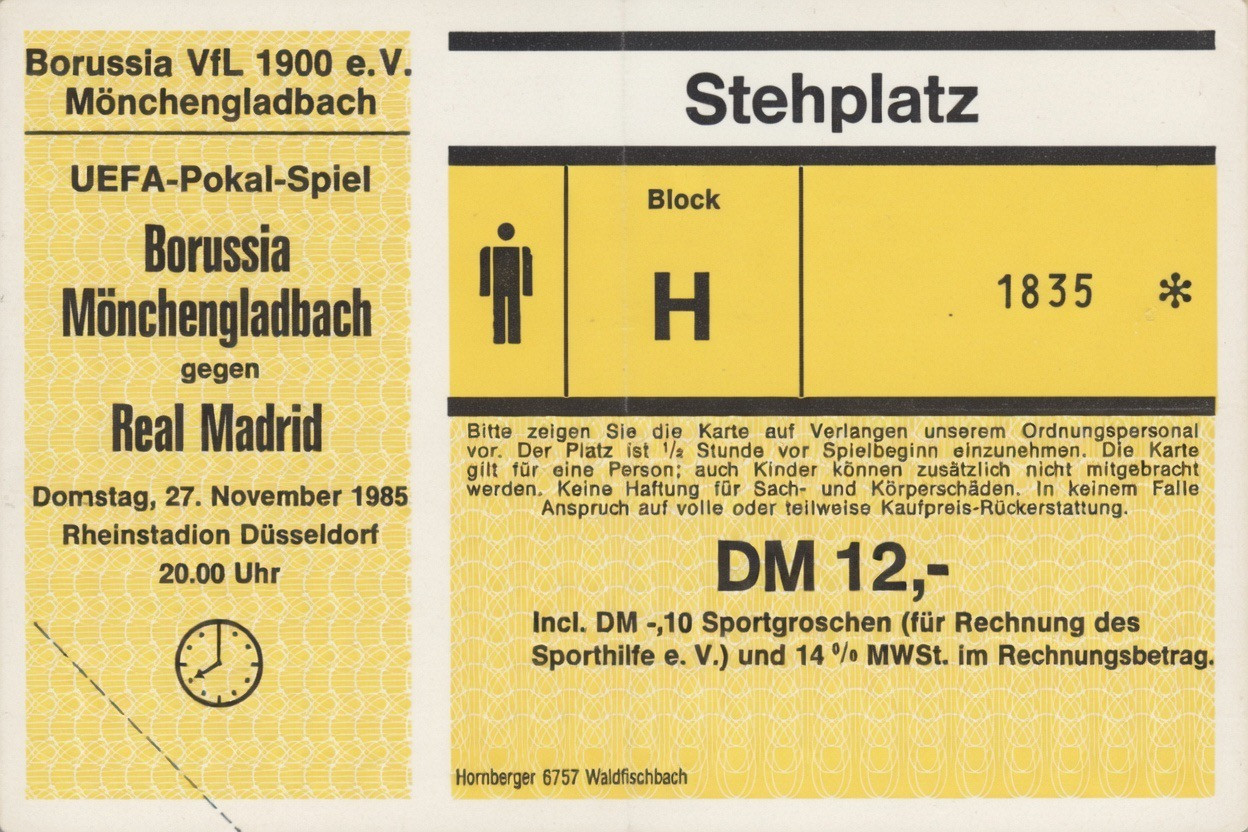 Borussia VfL 1900 e.V.
Mönchengladbach
UEFA-Pokal-Spiel
Borussia
Mönchengladbach
gegen
Real Madrid
Domstag, 27. November 1985
Rheinstadion Düsseldorf
20.00 Uhr
Stehplatz
Block
H
1835 *
Bitte zeigen Sie die Karte auf Verlangen unserem Ordnungspersonal
vor. Der Platz ist ½ Stunde vor Spielbeginn einzunehmen. Die Karte
gilt für eine Person; auch Kinder können zusätzlich nicht mitgebracht
werden. Keine Haftung für Sach- und Körperschäden. In keinem Falle
Anspruch auf volle oder teilweise Kaufpreis-Rückerstattung.
DM 12,-
Incl. DM -,10 Sportgroschen (für Rechnung des
Sporthilfe e. V.) und 14 % MWSt. im Rechnungsbetrag.
Hornberger 6757 Waldfischbach